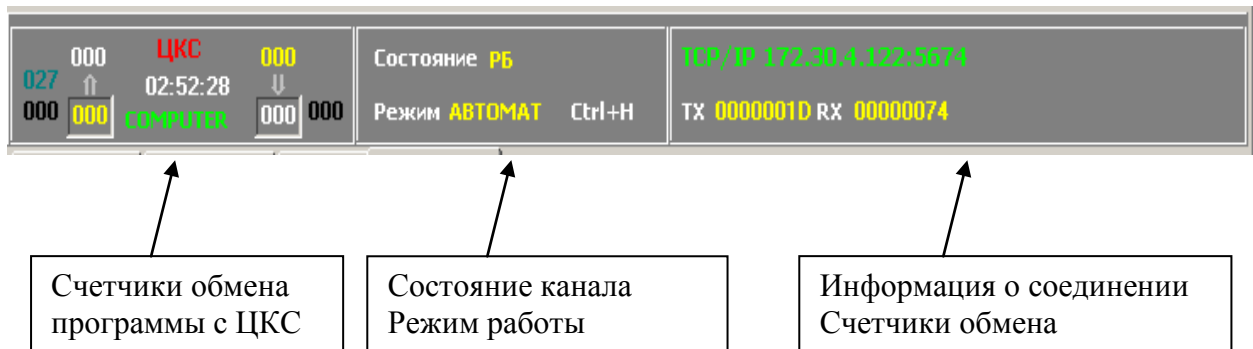 000 ЦКС 000
027 ⇑ 02:52:28 ⇓
000 000 COMPUTER 000 000
Состояние РБ
Режим АВТОМАТ Ctrl+H
TCP/IP 172.30.4.122:5674
TX 0000001D RX 00000074
Счетчики обмена
программы с ЦКС
Состояние канала
Режим работы
Информация о соединении
Счетчики обмена